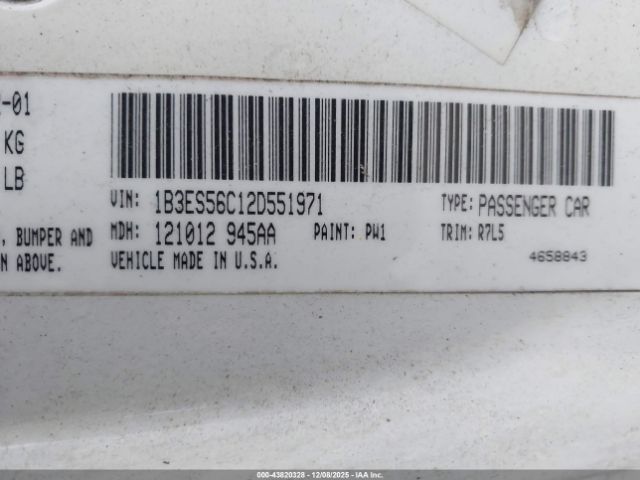 2-01
KG
LB
VIN: 1B3ES56C12D551971 TYPE: PASSENGER CAR
, BUMPER AND MDH: 121012 945AA PAINT: PW1 TRIM: R7L5
N ABOVE. VEHICLE MADE IN U.S.A. 4658843
000-43820328 - 12/08/2025 - IAA Inc.